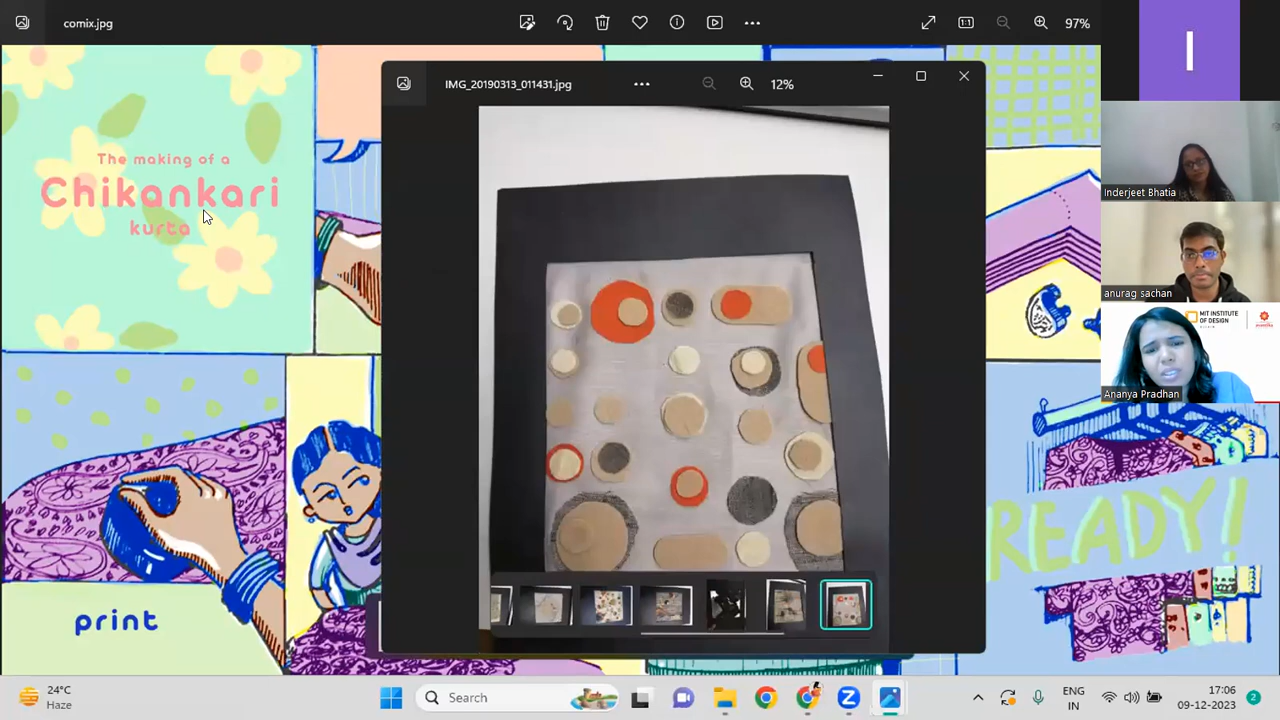 comix.jpg
97%
IMG_20190313_011431.jpg
12%
The making of a
Chikankari
kurta
print
READY!
I
Inderjeet Bhatia
anurag sachan
MIT INSTITUTE
OF DESIGN
Ananya Pradhan
24°C
Haze
Search
ENG
IN
17:06
09-12-2023
2